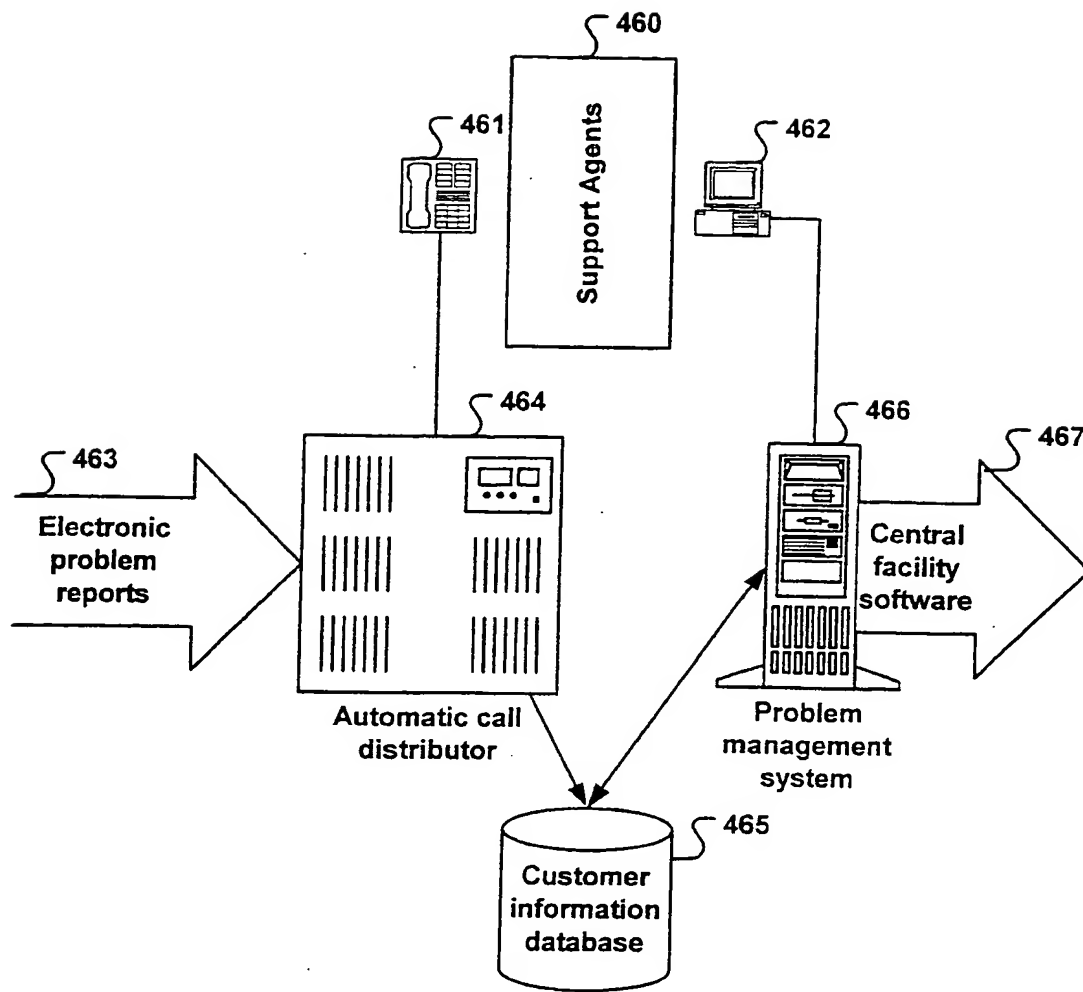 460
Support Agents
461
462
464
466
467
463
Electronic
problem
reports
Central
facility
software
Automatic call
distributor
Problem
management
system
465
Customer
information
database